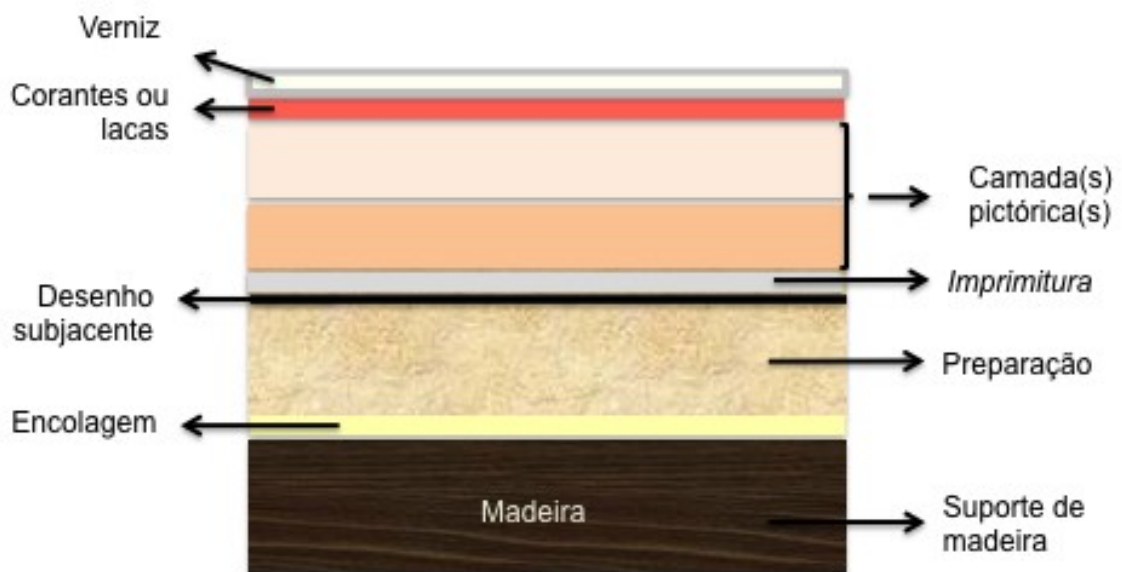 Verniz
Corantes ou
lacas
Camada(s)
pictórica(s)
Imprimitura
Desenho
subjacente
Preparação
Encolagem
Madeira
Suporte de
madeira